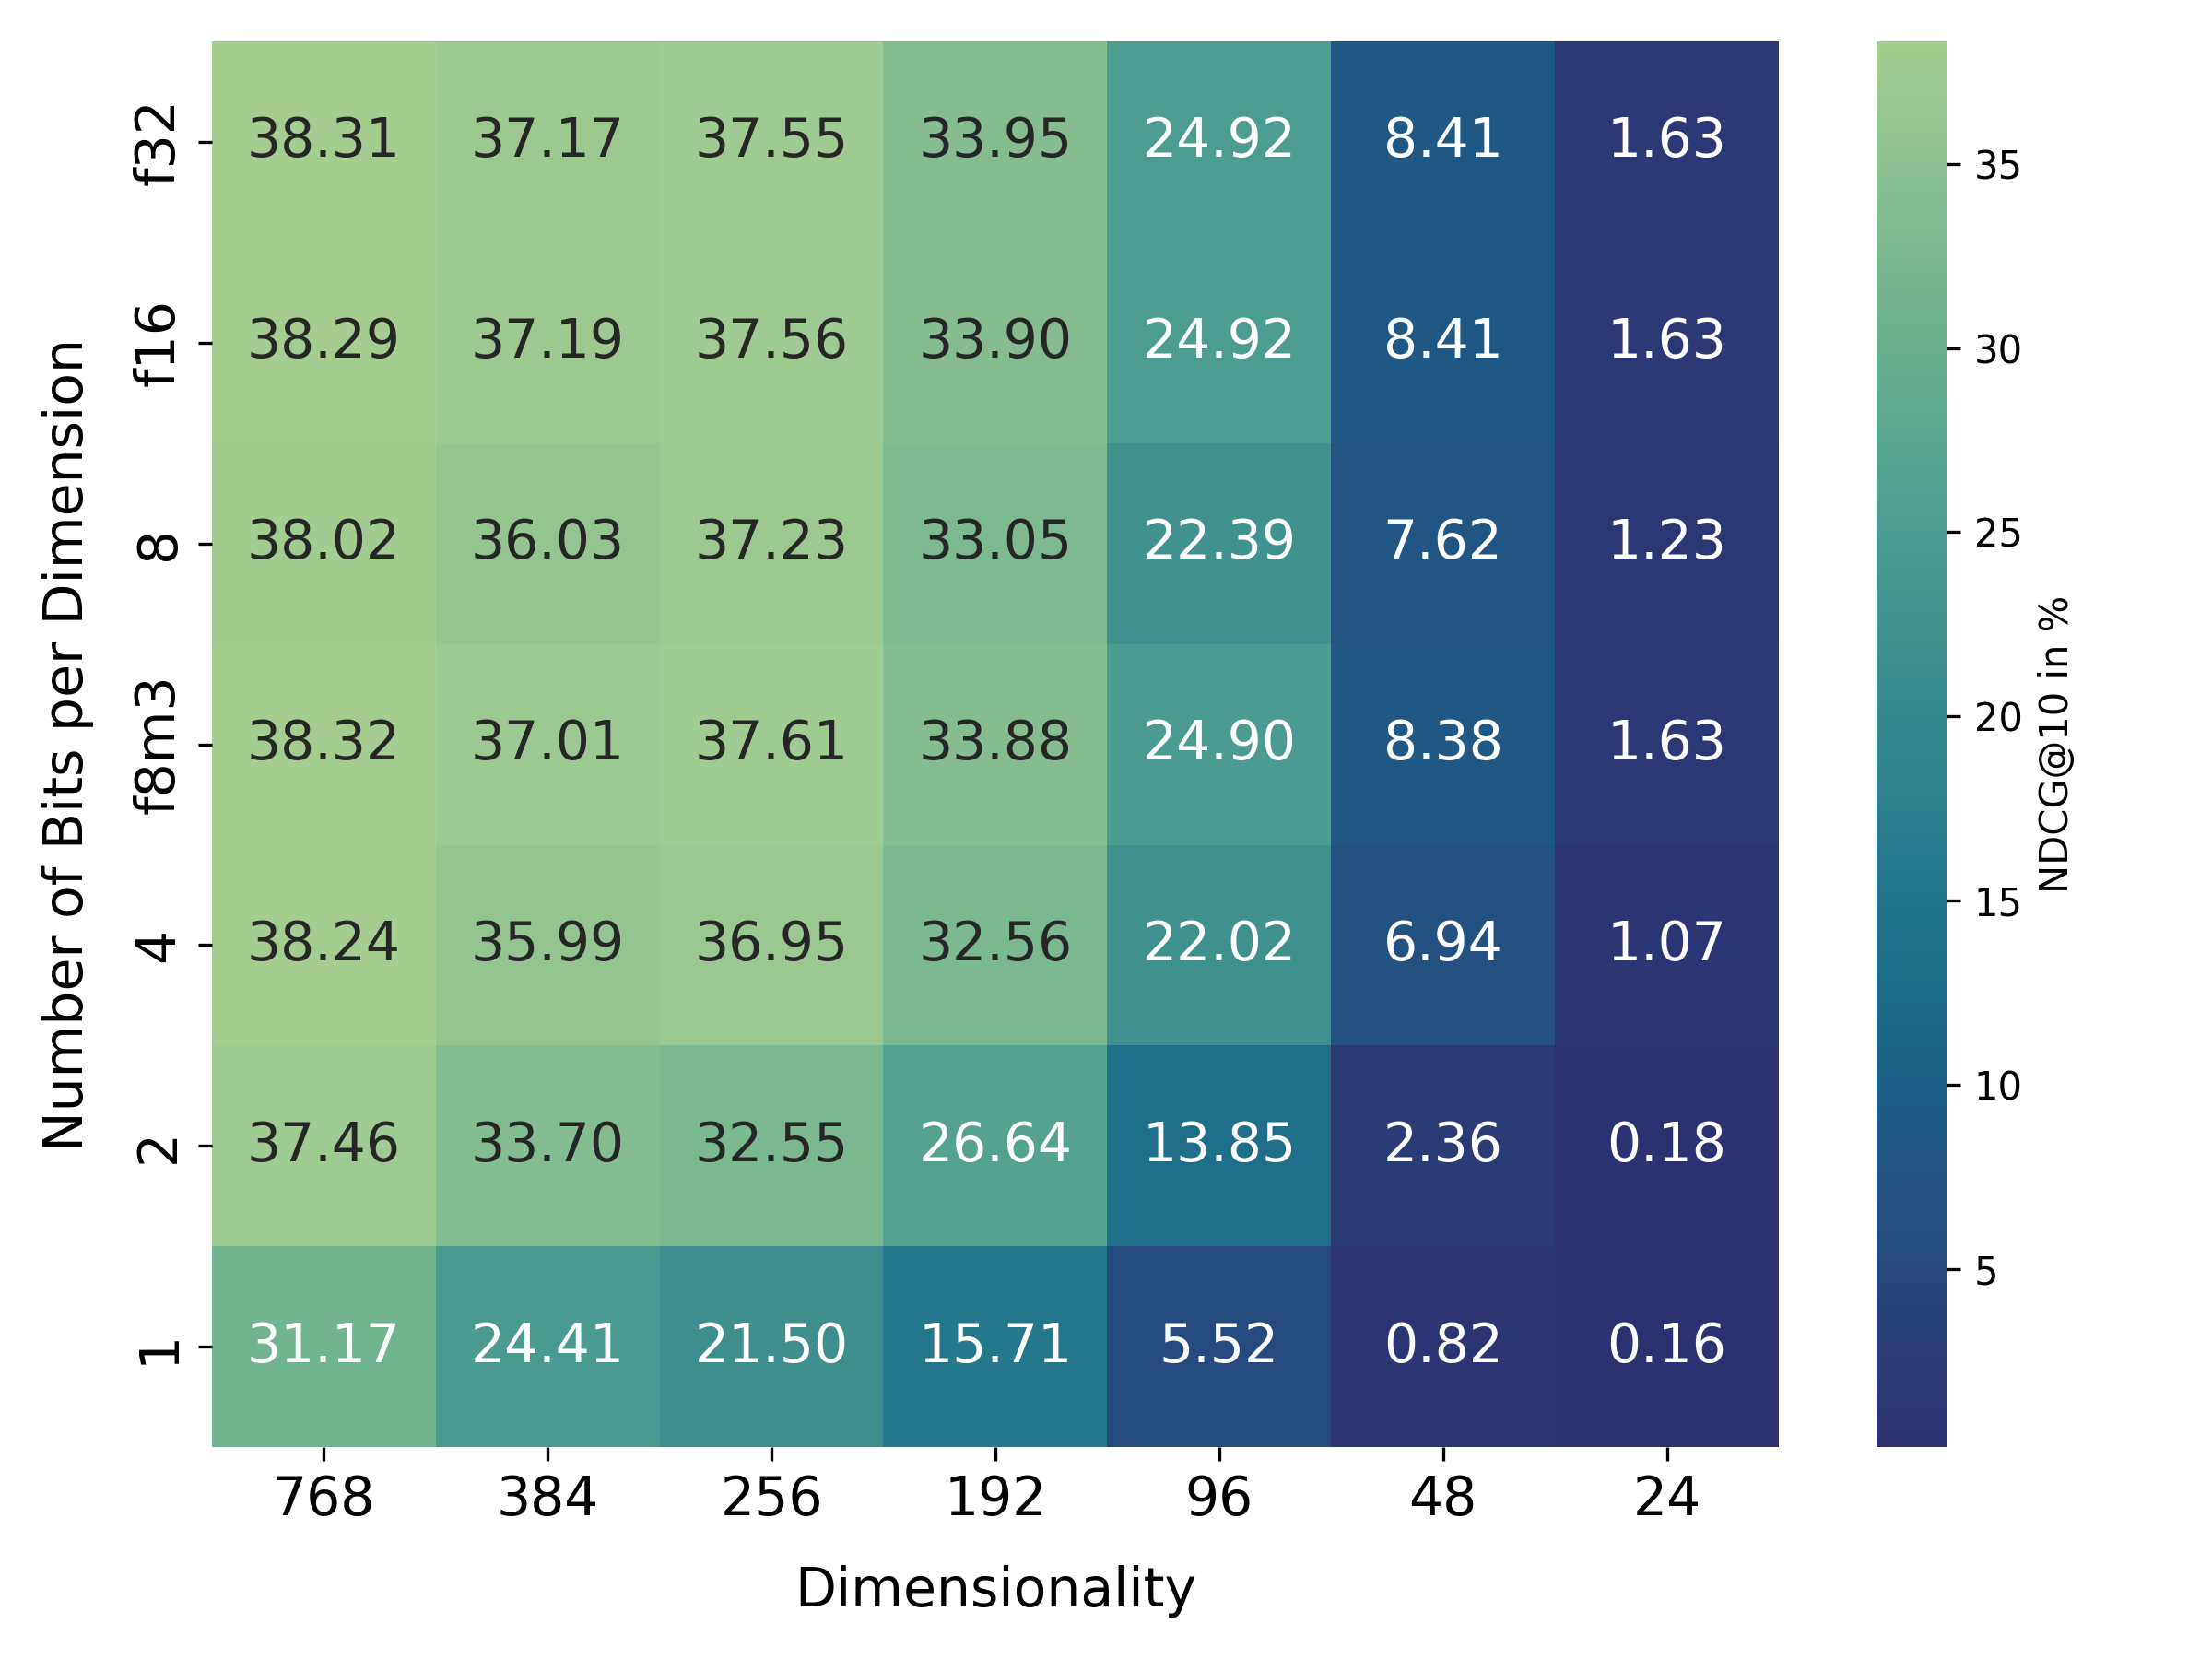 Number of Bits per Dimension
f32 38.31 37.17 37.55 33.95 24.92 8.41 1.63
f16 38.29 37.19 37.56 33.90 24.92 8.41 1.63
8 38.02 36.03 37.23 33.05 22.39 7.62 1.23
f8m3 38.32 37.01 37.61 33.88 24.90 8.38 1.63
4 38.24 35.99 36.95 32.56 22.02 6.94 1.07
2 37.46 33.70 32.55 26.64 13.85 2.36 0.18
1 31.17 24.41 21.50 15.71 5.52 0.82 0.16
768 384 256 192 96 48 24
Dimensionality
35
30
25
20
15
10
5
NDCG@10 in %